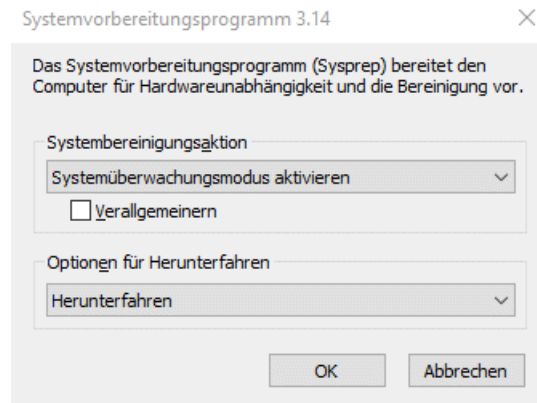 Systemvorbereitungsprogramm 3.14
Das Systemvorbereitungsprogramm (Sysprep) bereitet den
Computer für Hardwareunabhängigkeit und die Bereinigung vor.
Systembereinigungsaktion
Systemüberwachungsmodus aktivieren
Verallgemeinern
Optionen für Herunterfahren
Herunterfahren
OK Abbrechen